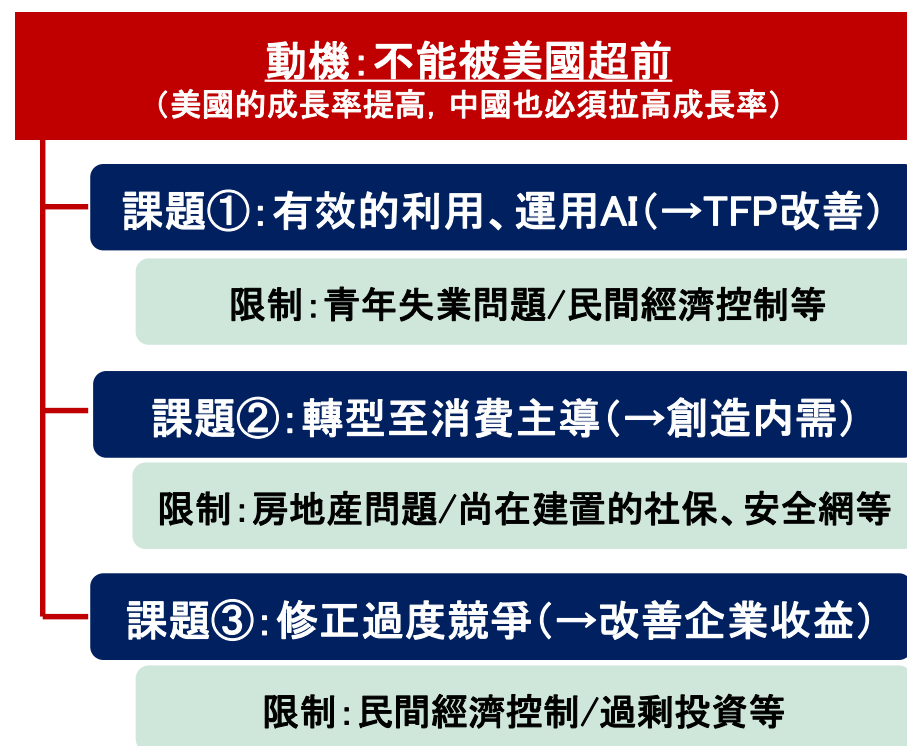 動機：不能被美國超前
（美國的成長率提高，中國也必須拉高成長率）
課題①：有效的利用、運用AI（→TFP改善）
限制：青年失業問題/民間經濟控制等
課題②：轉型至消費主導（→創造内需）
限制：房地産問題/尚在建置的社保、安全網等
課題③：修正過度競爭（→改善企業收益）
限制：民間經濟控制/過剩投資等